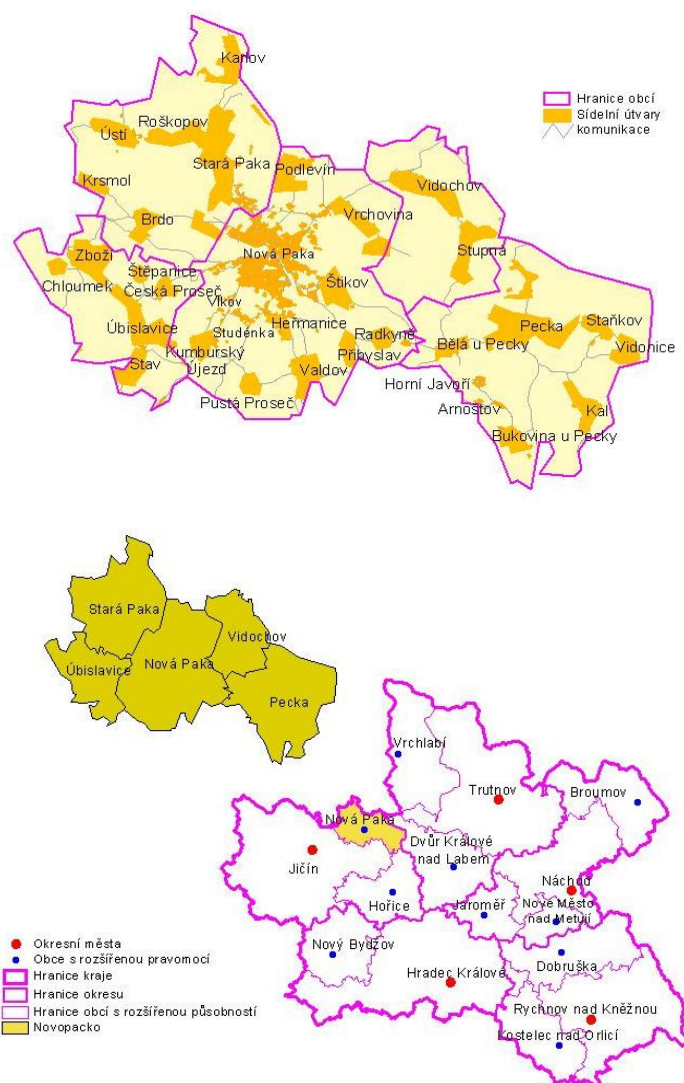 Karlov
Hranice obcí
Sídelní útvary
komunikace
Roškopov
Ústí
Stará Paka
Podlevín
Krsmol
Vidochov
Vrchovina
Brdo
Zboží
Nová Paka
Stupná
Štěpanice
Chloumek
Česká Proseč
Štikov
Vlkov
Úbislavice
Heřmanice
Pecka
Staňkov
Studénka
Radkyně
Kumburský
Újezd
Přibyslav
Bělá u Pecky
Vidonice
Stav
Valdov
Horní Javoří
Pustá Proseč
Arnostov
Kal
Bukovina u Pecky
Stará Paka
Vidochov
Úbislavice
Nová Paka
Pecka
Vrchlabí
Trutnov
Broumov
Nová Paka
Dvůr Králové
nad Labem
Jičín
Náchod
Hořice
Jaroměř
Nové Město
nad Metují
Nový Bydžov
Dobruška
Hradec Králové
Rychnov nad Kněžnou
Kostelec nad Orlicí
Okresní města
Obce s rozšířenou pravomocí
Hranice kraje
Hranice okresu
Hranice obcí s rozšířenou působností
Novopacko